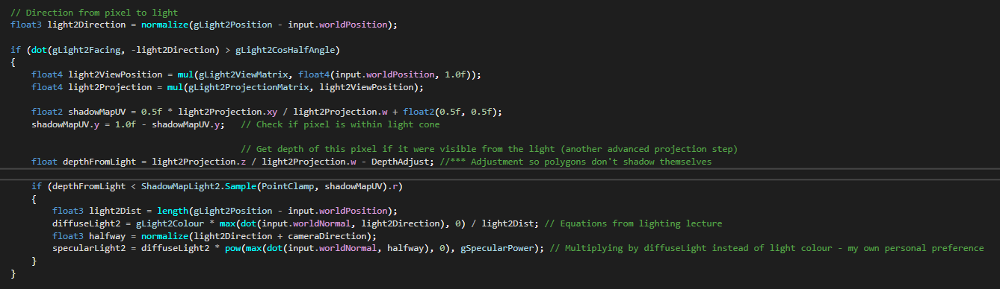 // Direction from pixel to light
float3 light2Direction = normalize(gLight2Position - input.worldPosition);
if (dot(gLight2Facing, -light2Direction) > gLight2CosHalfAngle)
{
float4 light2ViewPosition = mul(gLight2ViewMatrix, float4(input.worldPosition, 1.0f));
float4 light2Projection = mul(gLight2ProjectionMatrix, light2ViewPosition);
float2 shadowMapUV = 0.5f * light2Projection.xy / light2Projection.w + float2(0.5f, 0.5f);
shadowMapUV.y = 1.0f - shadowMapUV.y;   // Check if pixel is within light cone
// Get depth of this pixel if it were visible from the light (another advanced projection step)
float depthFromLight = light2Projection.z / light2Projection.w - DepthAdjust; //*** Adjustment so polygons don't shadow themselves
if (depthFromLight < ShadowMapLight2.Sample(PointClamp, shadowMapUV).r)
{
float3 light2Dist = length(gLight2Position - input.worldPosition);
diffuseLight2 = gLight2Colour * max(dot(input.worldNormal, light2Direction), 0) / light2Dist; // Equations from lighting lecture
float3 halfway = normalize(light2Direction + cameraDirection);
specularLight2 = diffuseLight2 * pow(max(dot(input.worldNormal, halfway), 0), gSpecularPower); // Multiplying by diffuseLight instead of light colour - my own personal preference
}
}